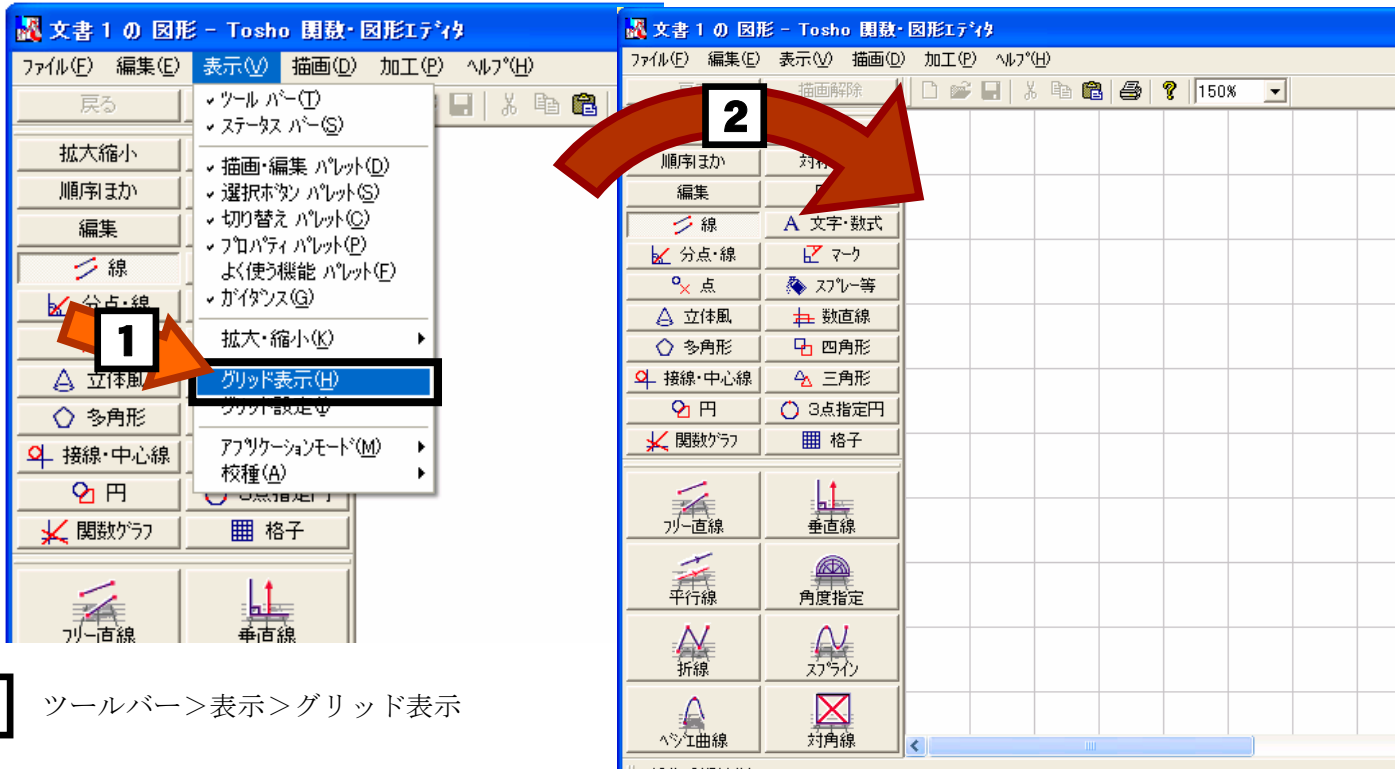 文書1の図形 - Tosho 関数・図形ｴﾃﾞｨﾀ
ﾌｧｲﾙ(F) 編集(E) 表示(V) 描画(D) 加工(P) ﾍﾙﾌﾟ(H)
戻る
拡大縮小
順序ほか
編集
線
分点・線
立体風
多角形
接線・中心線
円
3点指定円
関数ｸﾞﾗﾌ
格子
ﾌﾘｰ直線
垂直線
ﾂｰﾙ ﾊﾞｰ(T)
ｽﾃｰﾀｽ ﾊﾞｰ(S)
描画・編集 ﾊﾟﾚｯﾄ(D)
選択ﾎﾞﾀﾝ ﾊﾟﾚｯﾄ(S)
切り替え ﾊﾟﾚｯﾄ(C)
ﾌﾟﾛﾊﾟﾃｨ ﾊﾟﾚｯﾄ(P)
よく使う機能 ﾊﾟﾚｯﾄ(F)
ｶﾞｲﾀﾞﾝｽ(G)
拡大・縮小(K)
ｸﾞﾘｯﾄﾞ表示(H)
ｸﾞﾘｯﾄﾞ設定(I)
ｱﾌﾟﾘｹｰｼｮﾝﾓｰﾄﾞ(M)
校種(A)
1
ツールバー＞表示＞グリッド表示
2
文書1の図形 - Tosho 関数・図形ｴﾃﾞｨﾀ
ﾌｧｲﾙ(F) 編集(E) 表示(V) 描画(D) 加工(P) ﾍﾙﾌﾟ(H)
描画解除 150%
順序ほか
編集
線 文字・数式
分点・線 ﾏｰｸ
点 ｽﾌﾟﾚｰ等
立体風 数直線
多角形 四角形
接線・中心線 三角形
円 3点指定円
関数ｸﾞﾗﾌ 格子
ﾌﾘｰ直線 垂直線
平行線 角度指定
折線 ｽﾌﾟﾗｲﾝ
ﾍﾞｼﾞｴ曲線 対角線